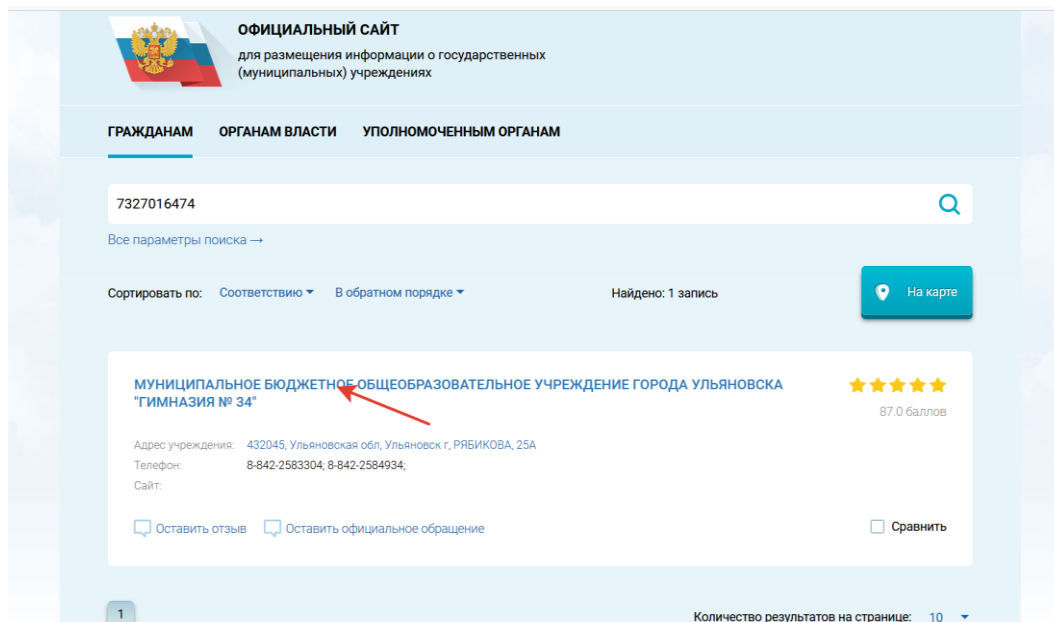 ОФИЦИАЛЬНЫЙ САЙТ
для размещения информации о государственных
(муниципальных) учреждениях
ГРАЖДАНАМ ОРГАНАМ ВЛАСТИ УПОЛНОМОЧЕННЫМ ОРГАНАМ
7327016474
Все параметры поиска →
Сортировать по: Соответствию В обратном порядке Найдено: 1 запись На карте
МУНИЦИПАЛЬНОЕ БЮДЖЕТНОЕ ОБЩЕОБРАЗОВАТЕЛЬНОЕ УЧРЕЖДЕНИЕ ГОРОДА УЛЬЯНОВСКА
"ГИМНАЗИЯ № 34"
87.0 баллов
Адрес учреждения: 432045, Ульяновская обл, Ульяновск г, РЯБИКОВА, 25А
Телефон: 8-842-2583304; 8-842-2584934;
Сайт:
Оставить отзыв Оставить официальное обращение Сравнить
1
Количество результатов на странице: 10